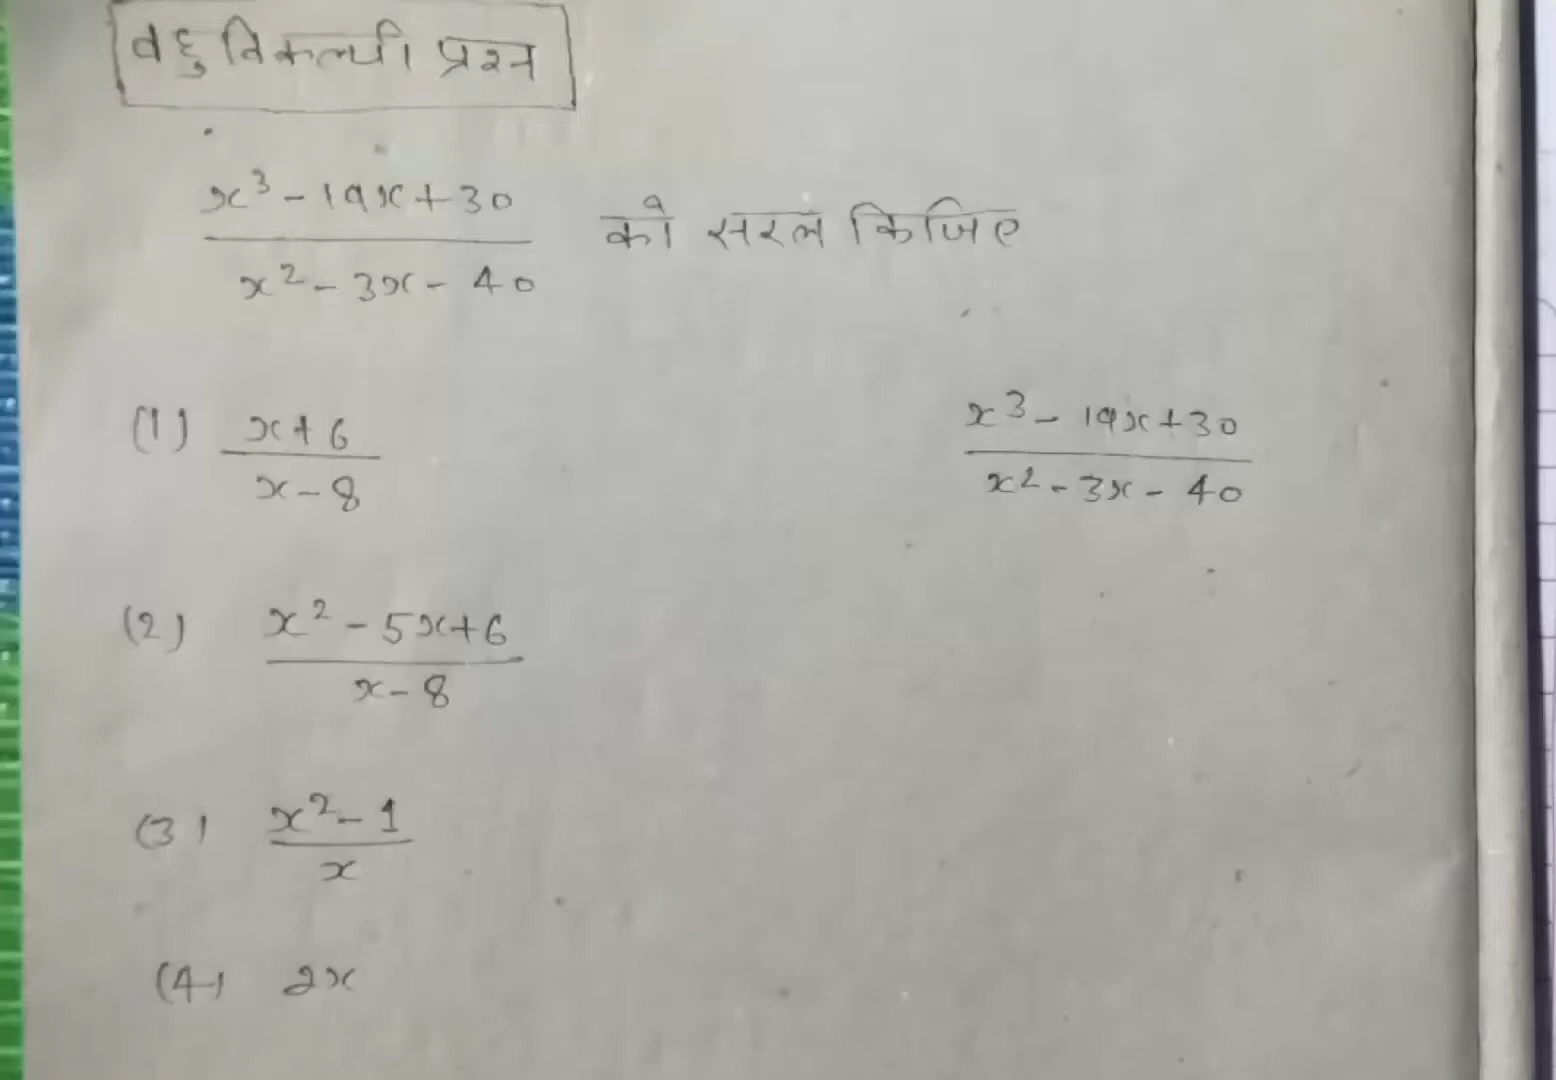 बहुविकल्पी प्रश्न
x³ - 19x + 30
x² - 3x - 40
को सरल किजिए
(1) x + 6
x - 8
x³ - 19x + 30
x² - 3x - 40
(2) x² - 5x + 6
x - 8
(3) x² - 1
x
(4) 2x